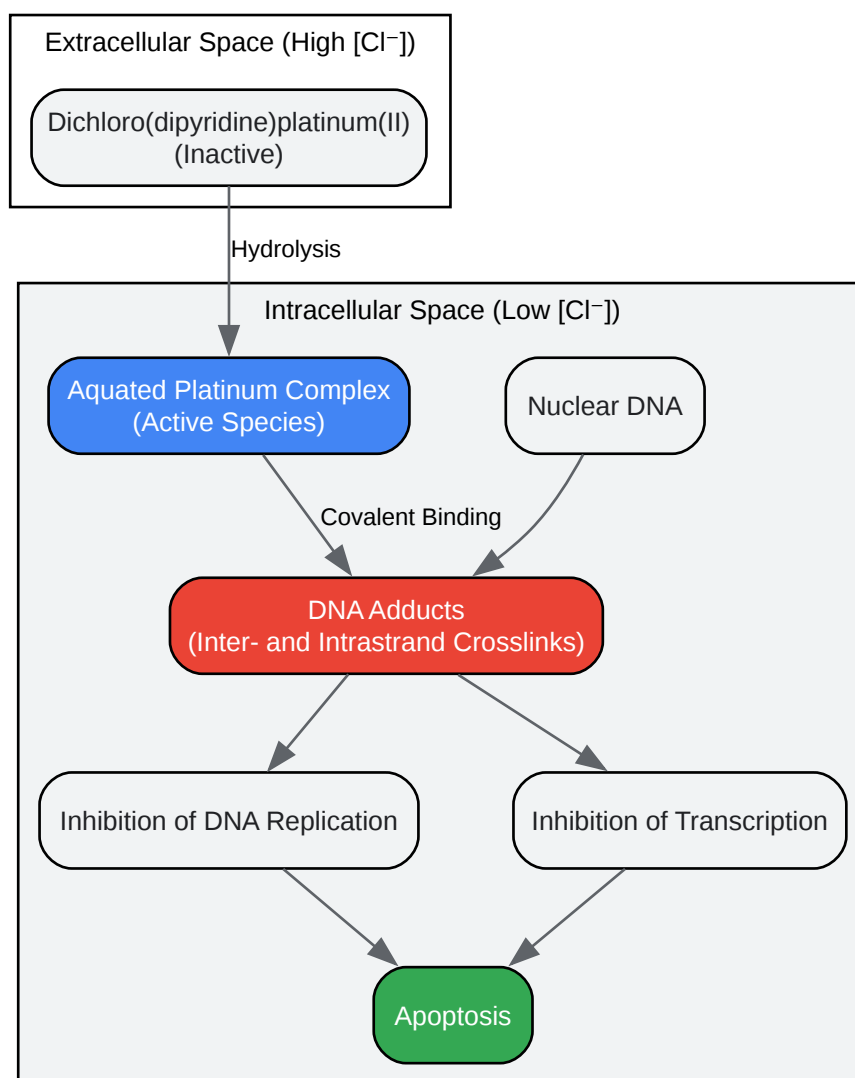 Extracellular Space (High [Cl⁻])
Dichloro(dipyridine)platinum(II)
(Inactive)
Hydrolysis
Intracellular Space (Low [Cl⁻])
Aquated Platinum Complex
(Active Species)
Nuclear DNA
Covalent Binding
DNA Adducts
(Inter- and Intrastrand Crosslinks)
Inhibition of DNA Replication
Inhibition of Transcription
Apoptosis